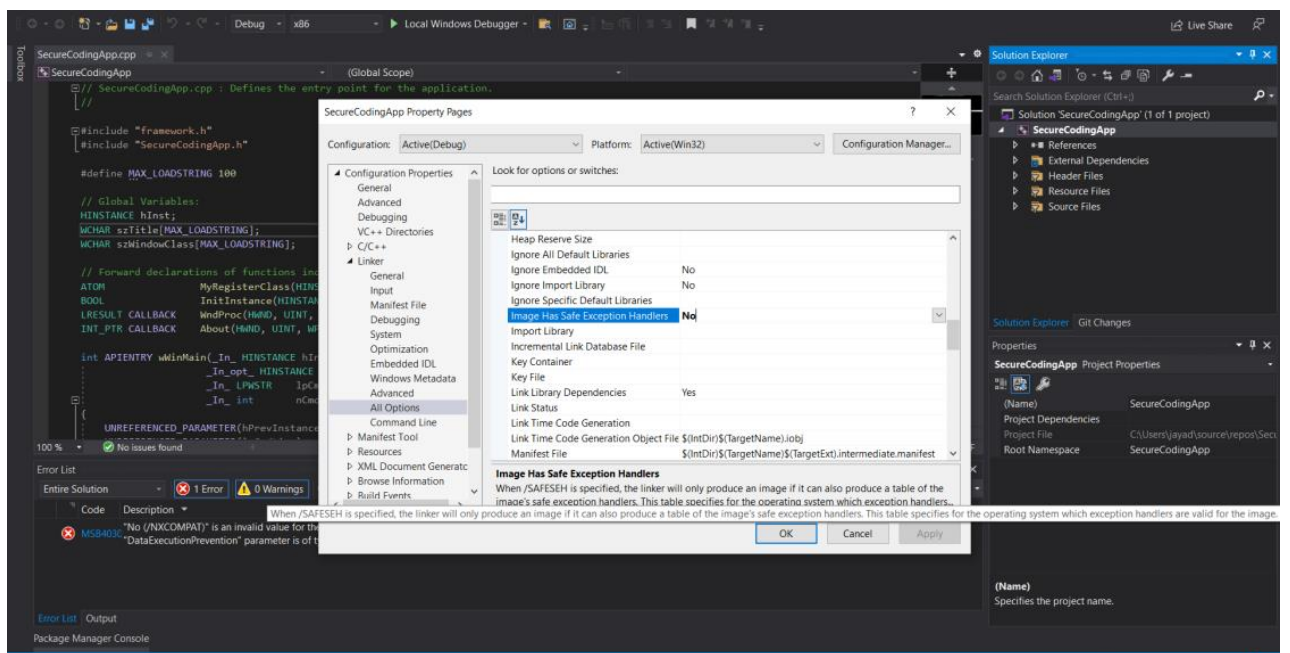 Debug x86 Local Windows Debugger Live Share
Toolbox
SecureCodingApp.cpp
SecureCodingApp (Global Scope)
// SecureCodingApp.cpp : Defines the entry point for the application.
//
#include "framework.h"
#include "SecureCodingApp.h"
#define MAX_LOADSTRING 100
// Global Variables:
HINSTANCE hInst;
WCHAR szTitle[MAX_LOADSTRING];
WCHAR szWindowClass[MAX_LOADSTRING];
// Forward declarations of functions inc
ATOM MyRegisterClass(HINS
BOOL InitInstance(HINSTAN
LRESULT CALLBACK WndProc(HWND, UINT,
INT_PTR CALLBACK About(HWND, UINT, WP
int APIENTRY wWinMain(_In_ HINSTANCE hIn
_In_opt_ HINSTANCE
_In_ LPWSTR lpCm
_In_ int nCmd
{
UNREFERENCED_PARAMETER(hPrevInstance
100 % No issues found
Error List
Entire Solution 1 Error 0 Warnings
Code Description
"No (/NXCOMPAT)" is an invalid value for the
"DataExecutionPrevention" parameter is of t
Error List Output
Package Manager Console
SecureCodingApp Property Pages ? ×
Configuration: Active(Debug) Platform: Active(Win32) Configuration Manager...
Configuration Properties
General
Advanced
Debugging
VC++ Directories
C/C++
Linker
General
Input
Manifest File
Debugging
System
Optimization
Embedded IDL
Windows Metadata
Advanced
All Options
Command Line
Manifest Tool
Resources
XML Document Generatc
Browse Information
Build Events
Look for options or switches:
Heap Reserve Size
Ignore All Default Libraries
Ignore Embedded IDL No
Ignore Import Library No
Ignore Specific Default Libraries
Image Has Safe Exception Handlers No
Import Library
Incremental Link Database File
Key Container
Key File
Link Library Dependencies Yes
Link Status
Link Time Code Generation
Link Time Code Generation Object File $(IntDir)$(TargetName).iobj
Manifest File $(IntDir)$(TargetName)$(TargetExt).intermediate.manifest
Image Has Safe Exception Handlers
When /SAFESEH is specified, the linker will only produce an image if it can also produce a table of the
image's safe exception handlers. This table specifies for the operating system which exception handlers...
When /SAFESEH is specified, the linker will only produce an image if it can also produce a table of the image's safe exception handlers. This table specifies for the operating system which exception handlers are valid for the image.
OK Cancel Apply
Solution Explorer
Search Solution Explorer (Ctrl+;)
Solution 'SecureCodingApp' (1 of 1 project)
SecureCodingApp
References
External Dependencies
Header Files
Resource Files
Source Files
Solution Explorer Git Changes
Properties
SecureCodingApp Project Properties
(Name) SecureCodingApp
Project Dependencies
Project File C:\Users\jayad\source\repos\Secu
Root Namespace SecureCodingApp
(Name)
Specifies the project name.